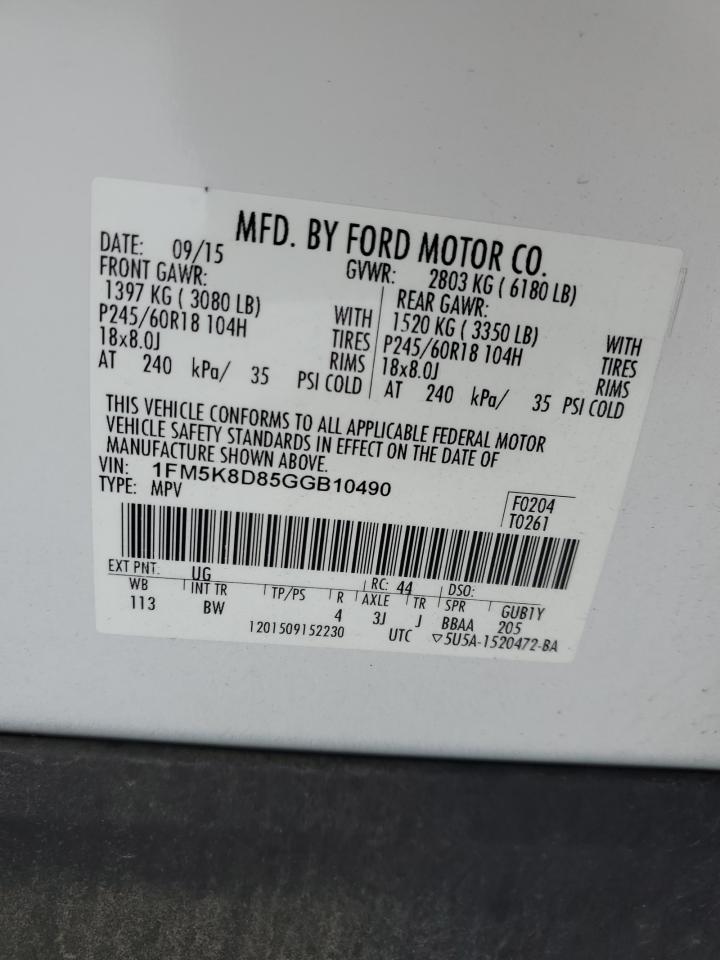 MFD. BY FORD MOTOR CO.
DATE: 09/15
GVWR: 2803 KG ( 6180 LB)
FRONT GAWR:
1397 KG ( 3080 LB)
P245/60R18 104H
18x8.0J
WITH
TIRES
RIMS
AT 240 kPa/ 35 PSI COLD
REAR GAWR:
1520 KG ( 3350 LB)
P245/60R18 104H
18x8.0J
WITH
TIRES
RIMS
AT 240 kPa/ 35 PSI COLD
THIS VEHICLE CONFORMS TO ALL APPLICABLE FEDERAL MOTOR
VEHICLE SAFETY STANDARDS IN EFFECT ON THE DATE OF
MANUFACTURE SHOWN ABOVE.
VIN: 1FM5K8D85GGB10490
TYPE: MPV
F0204
T0261
EXT PNT: UG RC: 44 DSO:
WB INT TR TP/PS R AXLE TR SPR GUB1Y
113 BW 4 3J J BBAA 205
1201509152230 UTC ▽5U5A-1520472-BA